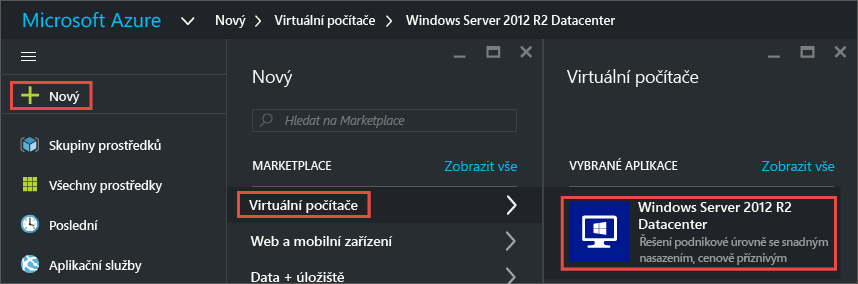 Microsoft Azure Nový Virtuální počítače Windows Server 2012 R2 Datacenter
Nový
Skupiny prostředků
Všechny prostředky
Poslední
Aplikační služby
Nový
Hledat na Marketplace
MARKETPLACE Zobrazit vše
Virtuální počítače
Web a mobilní zařízení
Data + úložiště
Virtuální počítače
VYBRANÉ APLIKACE Zobrazit vše
Windows Server 2012 R2
Datacenter
Řešení podnikové úrovně se snadným
nasazením, cenově příznivým